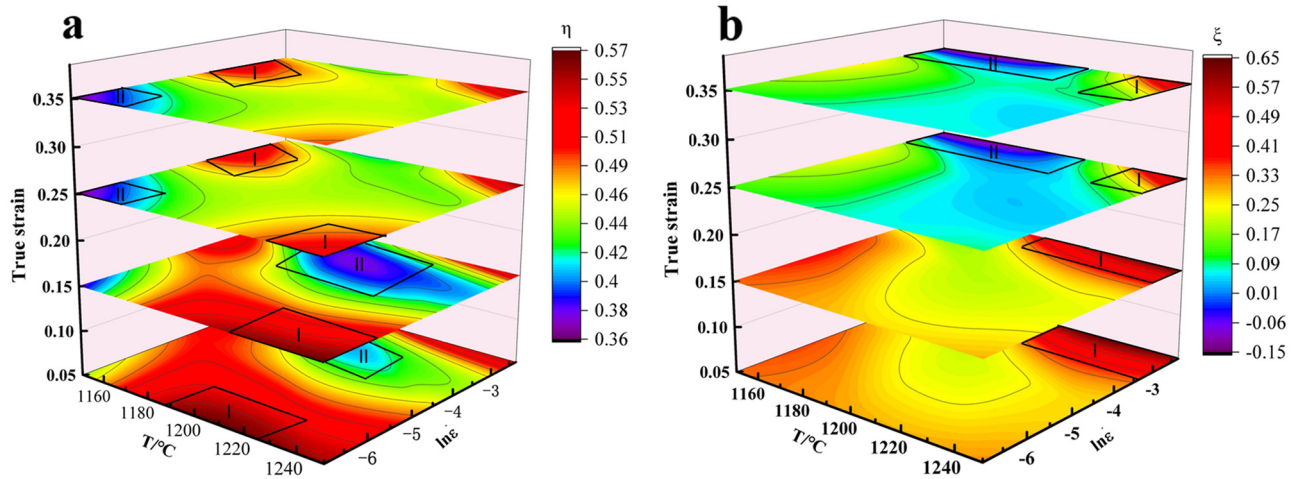 a
η
0.57
0.55
0.53
0.51
0.49
0.46
0.44
0.42
0.40
0.38
0.36
True strain
0.35
0.30
0.25
0.20
0.15
0.10
0.05
I
II
I
II
I
II
I
II
I
1160
1180
1200
1220
1240
T/°C
−6
−5
−4
−3
lnε̇
b
ξ
0.65
0.57
0.49
0.41
0.33
0.25
0.17
0.09
0.01
-0.06
-0.15
True strain
0.35
0.30
0.25
0.20
0.15
0.10
0.05
II
I
II
I
I
I
1160
1180
1200
1220
1240
T/°C
-6
-5
-4
-3
lnε̇